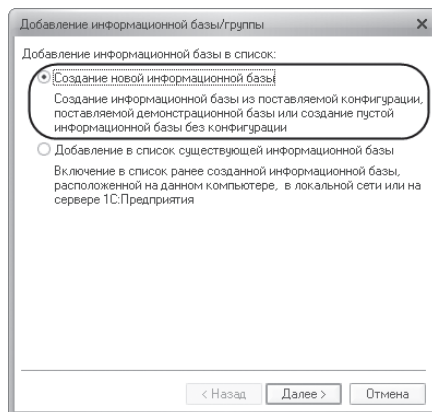 Добавление информационной базы/группы
Добавление информационной базы в список:
Создание новой информационной базы
Создание информационной базы из поставляемой конфигурации,
поставляемой демонстрационной базы или создание пустой
информационной базы без конфигурации
Добавление в список существующей информационной базы
Включение в список ранее созданной информационной базы,
расположенной на данном компьютере, в локальной сети или на
сервере 1С:Предприятия
< Назад Далее > Отмена